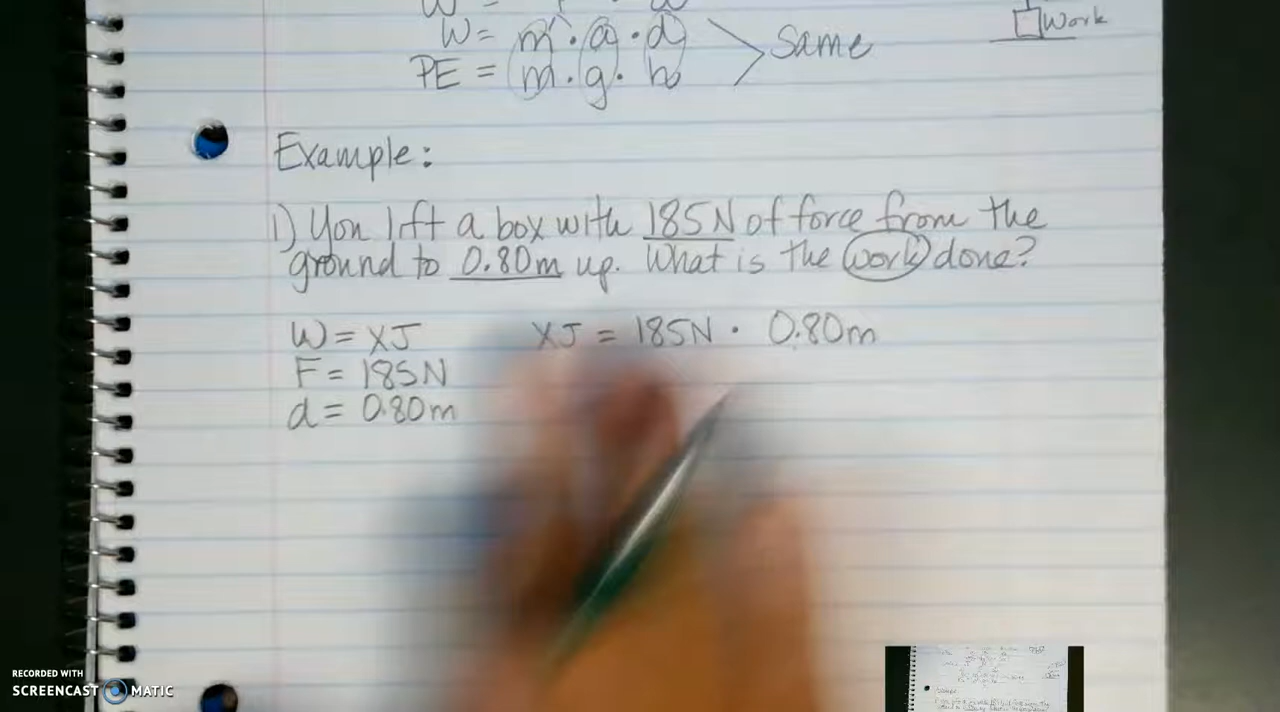 W = m · a · d
Same
Work
PE = m · g · h
Example:
1) You lift a box with 185N of force from the
ground to 0.80m up. What is the work done?
W = XJ
XJ = 185N · 0.80m
F = 185N
d = 0.80m
RECORDED WITH
SCREENCAST MATIC